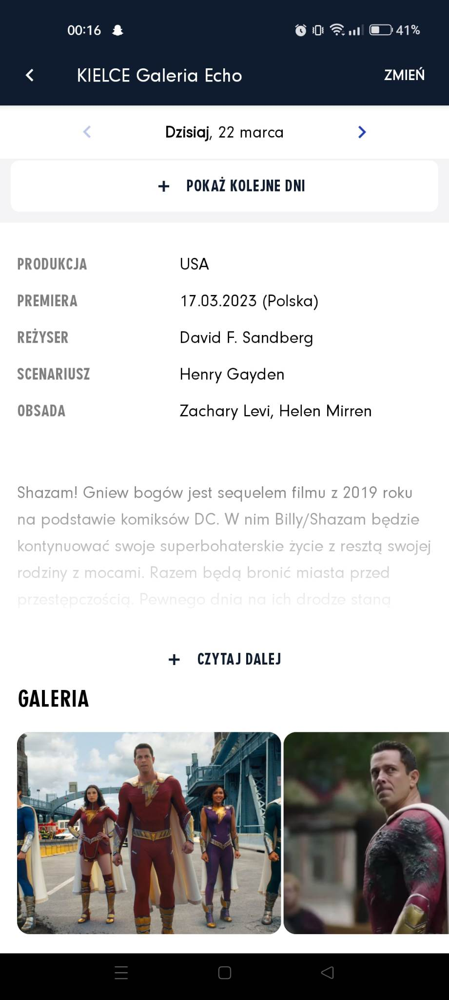 00:16
41%
KIELCE Galeria Echo
ZMIEŃ
Dzisiaj, 22 marca
+ POKAŻ KOLEJNE DNI
PRODUKCJA USA
PREMIERA 17.03.2023 (Polska)
REŻYSER David F. Sandberg
SCENARIUSZ Henry Gayden
OBSADA Zachary Levi, Helen Mirren
Shazam! Gniew bogów jest sequelem filmu z 2019 roku
na podstawie komiksów DC. W nim Billy/Shazam będzie
kontynuować swoje superbohaterskie życie z resztą swojej
rodziny z mocami. Razem będą bronić miasta przed
przestępczością. Pewnego dnia na ich drodze staną
+ CZYTAJ DALEJ
GALERIA